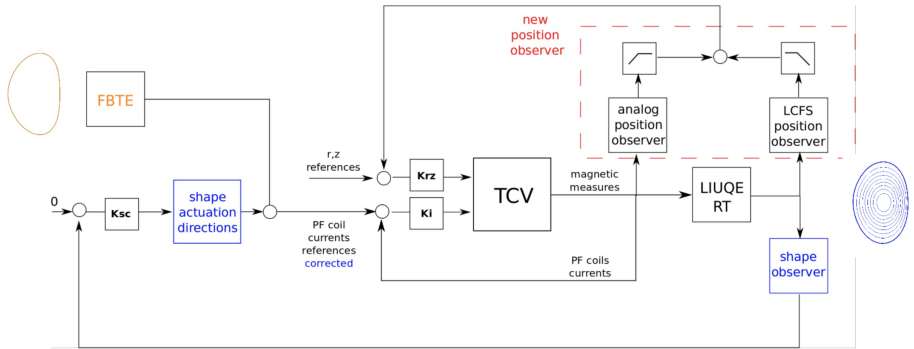 new
position
observer
FBTE
analog
position
observer
LCFS
position
observer
r,z
references
Krz
TCV
magnetic
measures
LIUQE
RT
0
Ksc
shape
actuation
directions
Ki
PF coil
currents
references
corrected
PF coils
currents
shape
observer